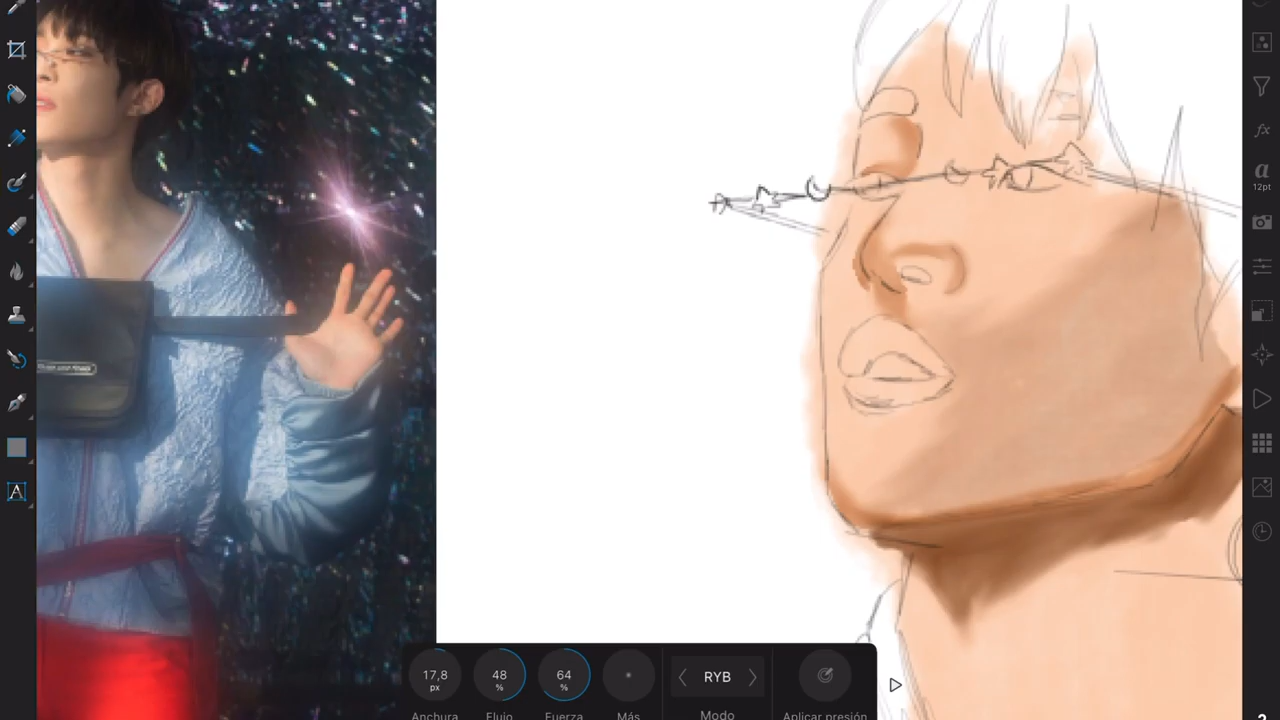 12pt
17,8
px
48
%
64
%
RYB
Anchura
Flujo
Fuerza
Más
Modo
Aplicar presión